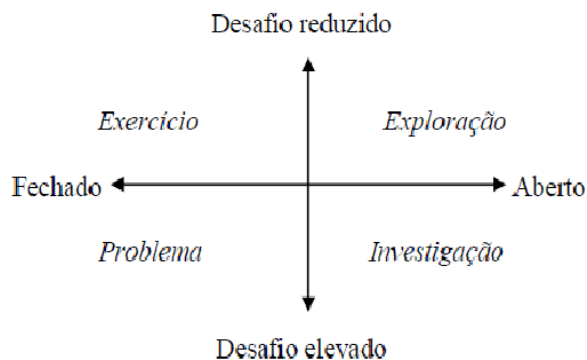 Desafio reduzido
Exercício Exploração
Fechado Aberto
Problema Investigação
Desafio elevado